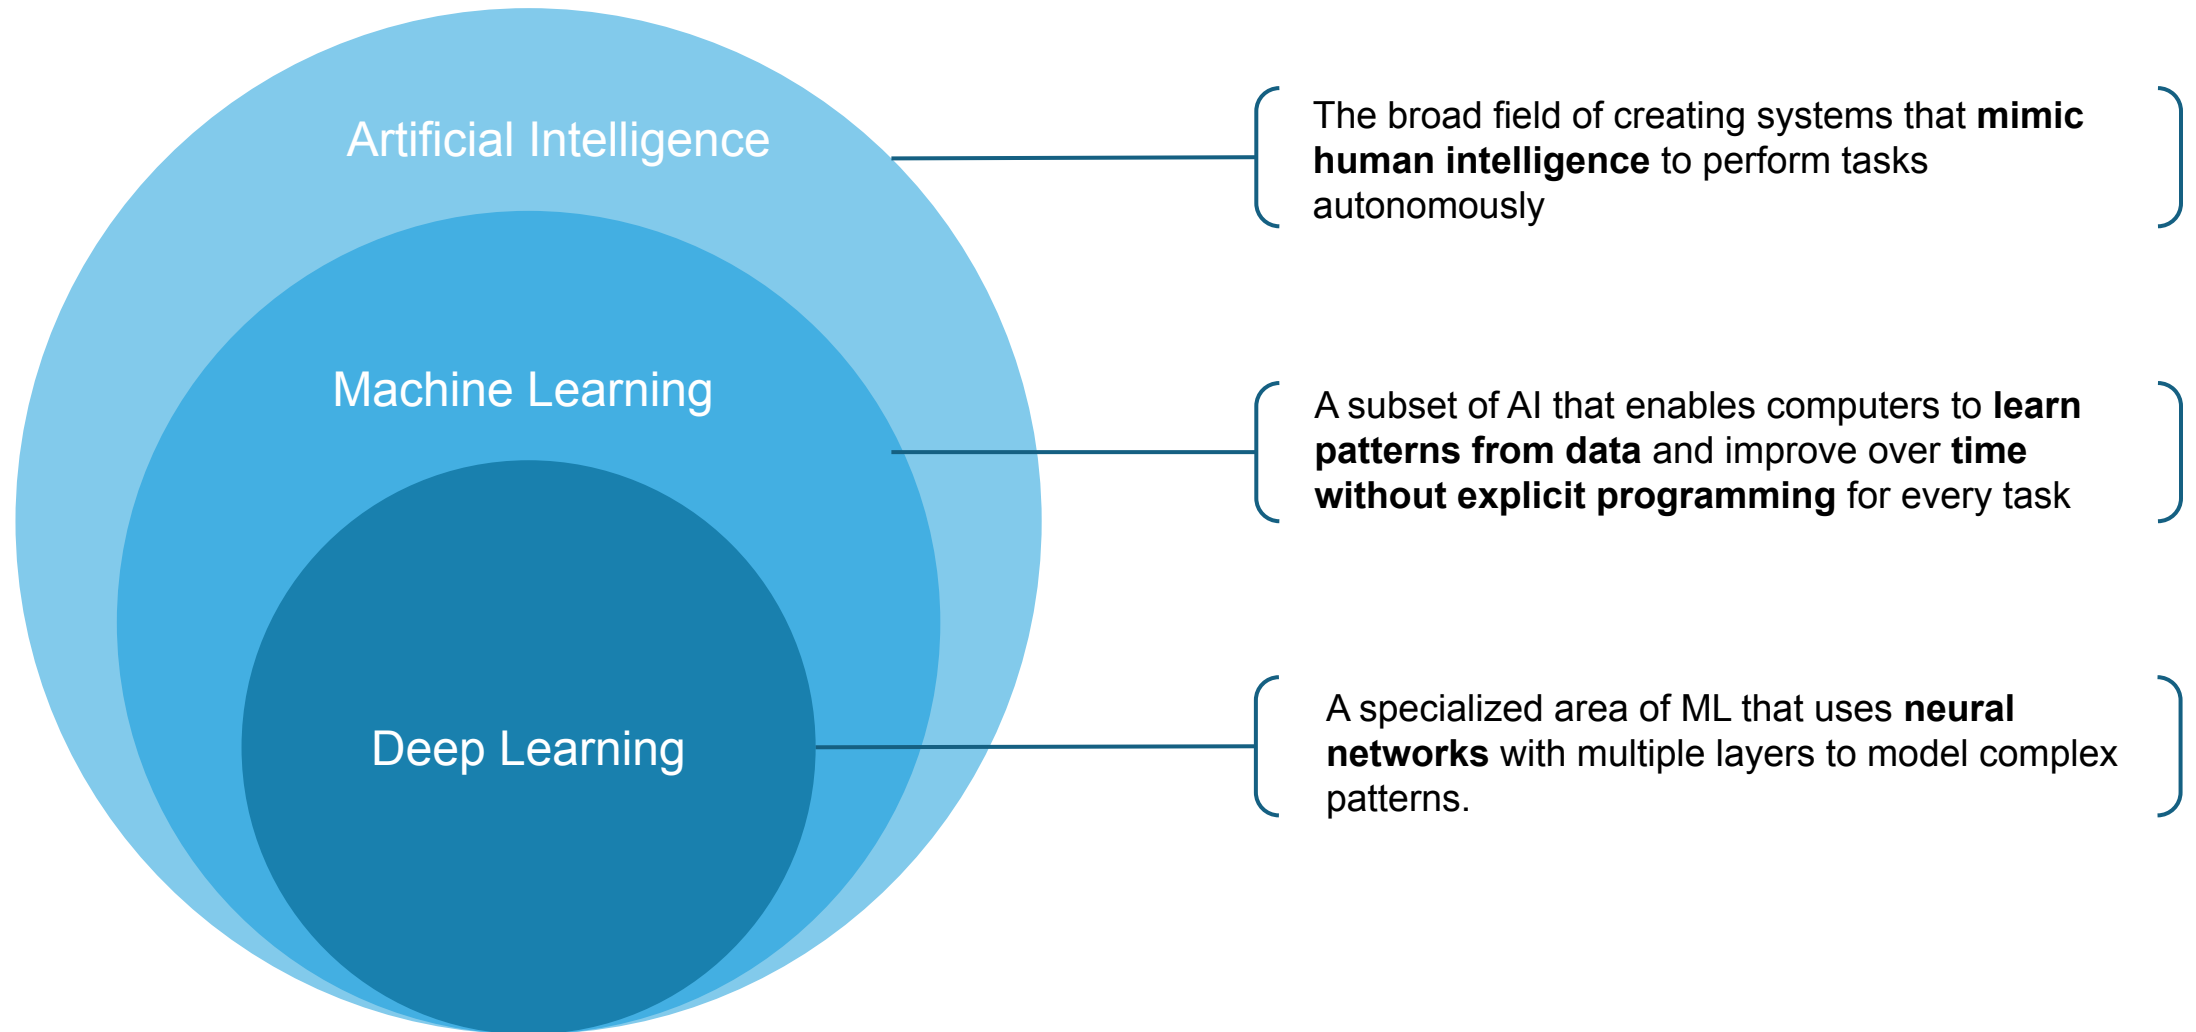 Artificial Intelligence
The broad field of creating systems that mimic
human intelligence to perform tasks
autonomously
Machine Learning
A subset of AI that enables computers to learn
patterns from data and improve over time
without explicit programming for every task
Deep Learning
A specialized area of ML that uses neural
networks with multiple layers to model complex
patterns.